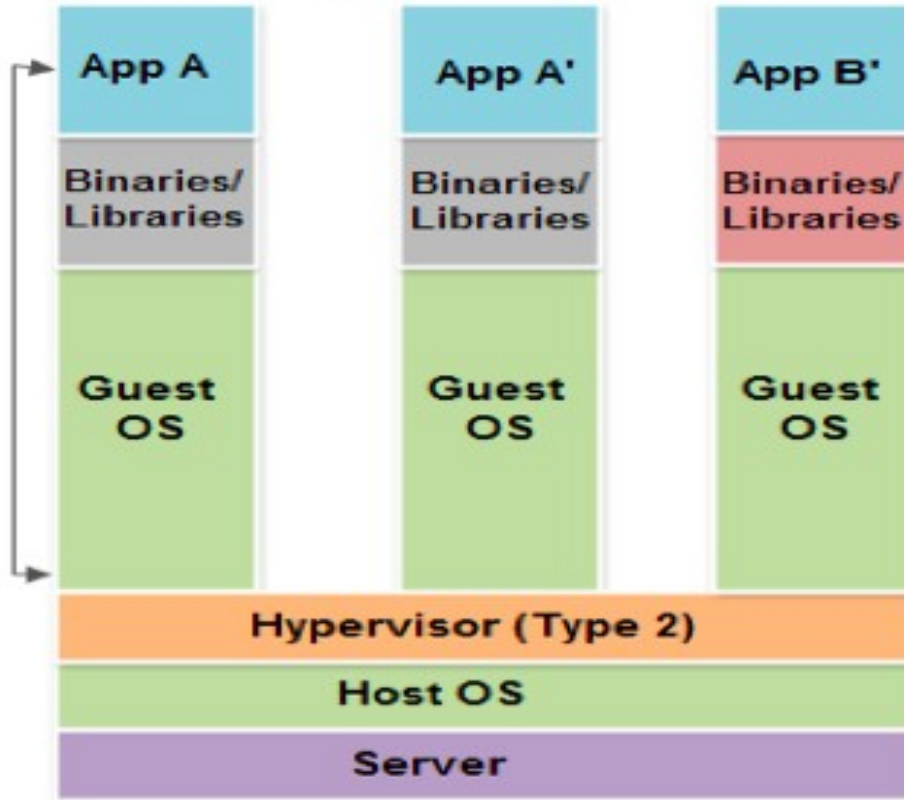 App A
App A'
App B'
Binaries/
Libraries
Binaries/
Libraries
Binaries/
Libraries
Guest
OS
Guest
OS
Guest
OS
Hypervisor (Type 2)
Host OS
Server